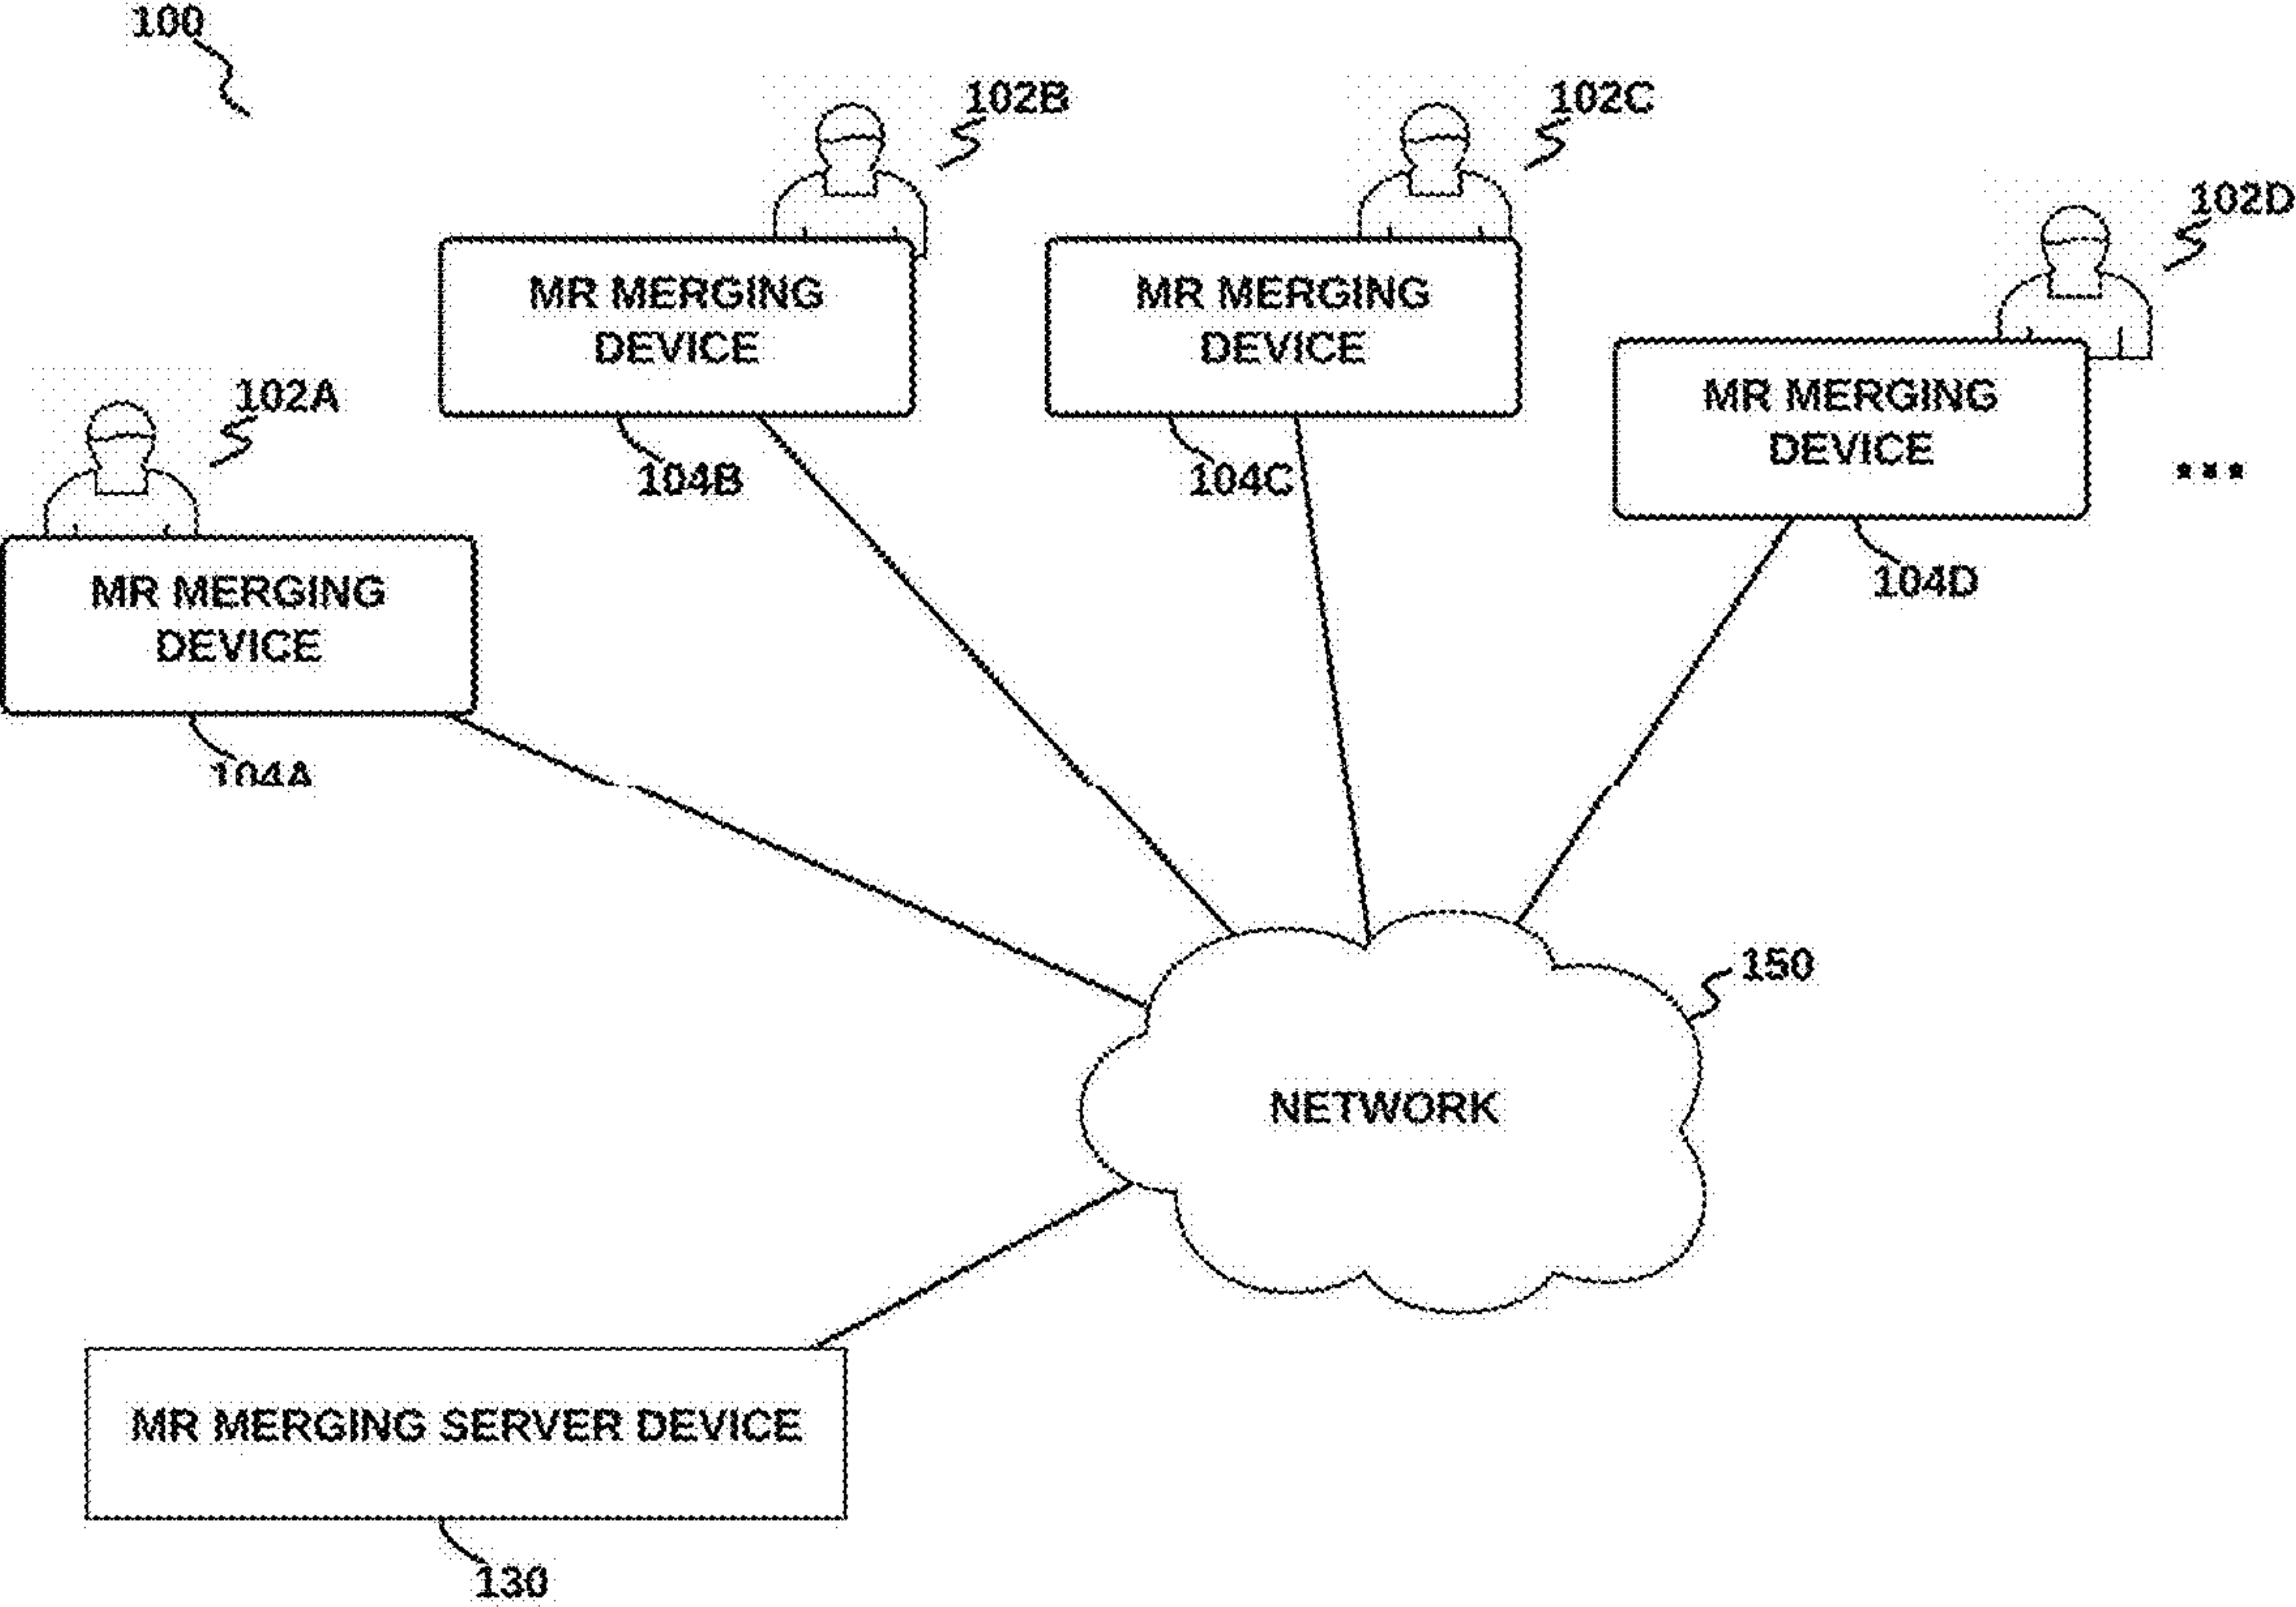 100
102B
102C
102D
MR MERGING
DEVICE
104B
MR MERGING
DEVICE
104C
MR MERGING
DEVICE
104D
...
102A
MR MERGING
DEVICE
104A
150
NETWORK
MR MERGING SERVER DEVICE
130